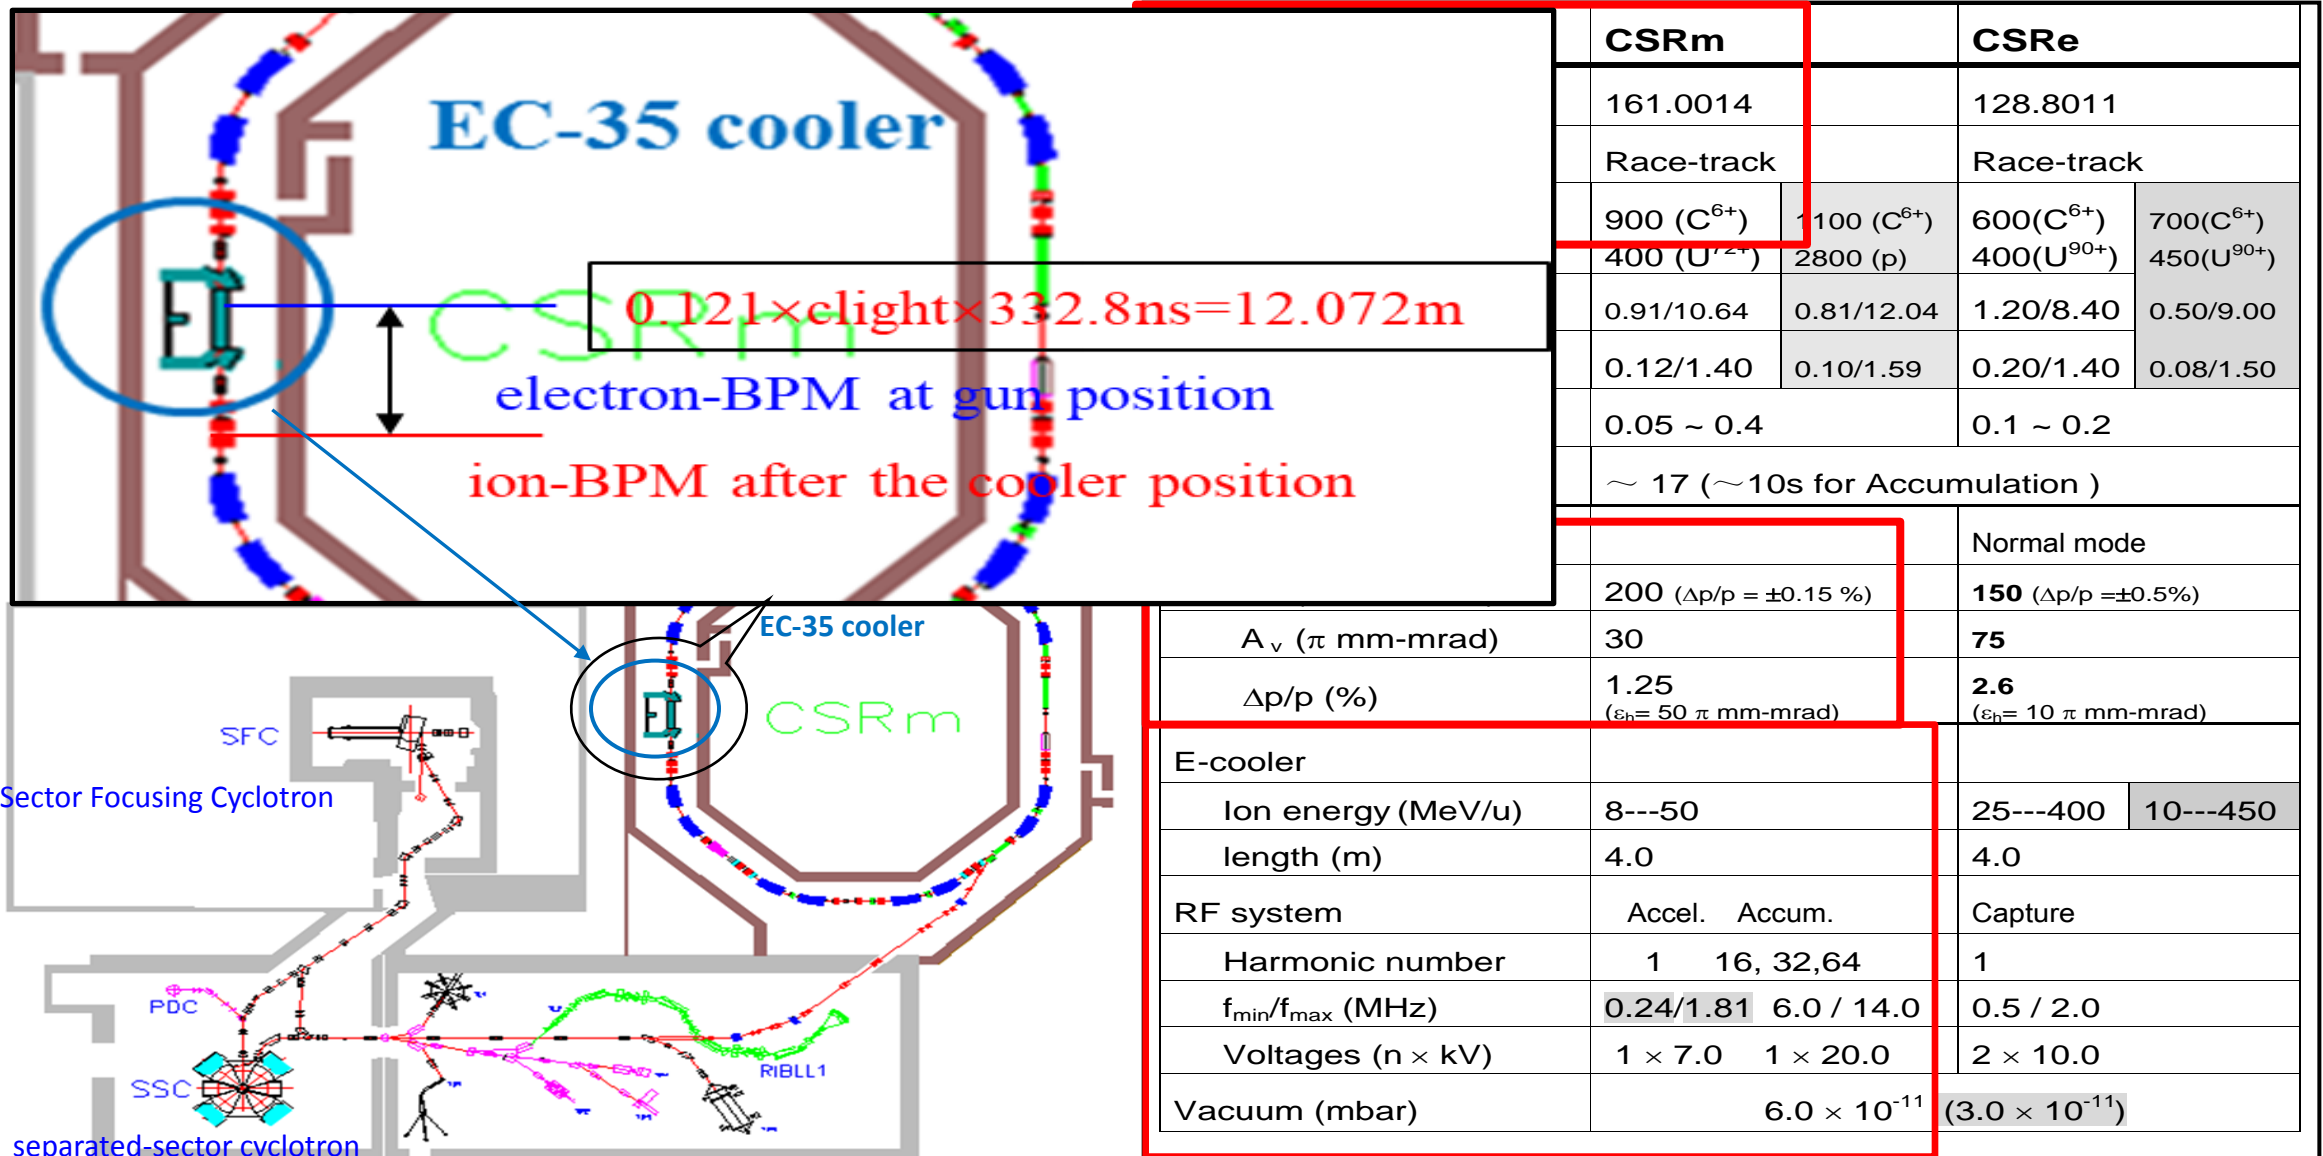 EC-35 cooler
CSRm
0.121×clight×332.8ns=12.072m
electron-BPM at gun position
ion-BPM after the cooler position
EC-35 cooler
CSRm
SFC
Sector Focusing Cyclotron
PDC
SSC
RIBLL1
separated-sector cyclotron
CSRm CSRe
161.0014 128.8011
Race-track Race-track
900 (C6+) 1100 (C6+) 600(C6+) 700(C6+)
400 (U72+) 2800 (p) 400(U90+) 450(U90+)
0.91/10.64 0.81/12.04 1.20/8.40 0.50/9.00
0.12/1.40 0.10/1.59 0.20/1.40 0.08/1.50
0.05 ~ 0.4 0.1 ~ 0.2
～ 17 (～10s for Accumulation )
Normal mode
200 (Δp/p = ±0.15 %) 150 (Δp/p =±0.5%)
A v (π mm-mrad) 30 75
Δp/p (%) 1.25 2.6
(εh= 50 π mm-mrad) (εh= 10 π mm-mrad)
E-cooler
Ion energy (MeV/u) 8---50 25---400 10---450
length (m) 4.0 4.0
RF system Accel. Accum. Capture
Harmonic number 1 16, 32,64 1
fmin/fmax (MHz) 0.24/1.81 6.0 / 14.0 0.5 / 2.0
Voltages (n × kV) 1 × 7.0 1 × 20.0 2 × 10.0
Vacuum (mbar) 6.0 × 10-11 (3.0 × 10-11)